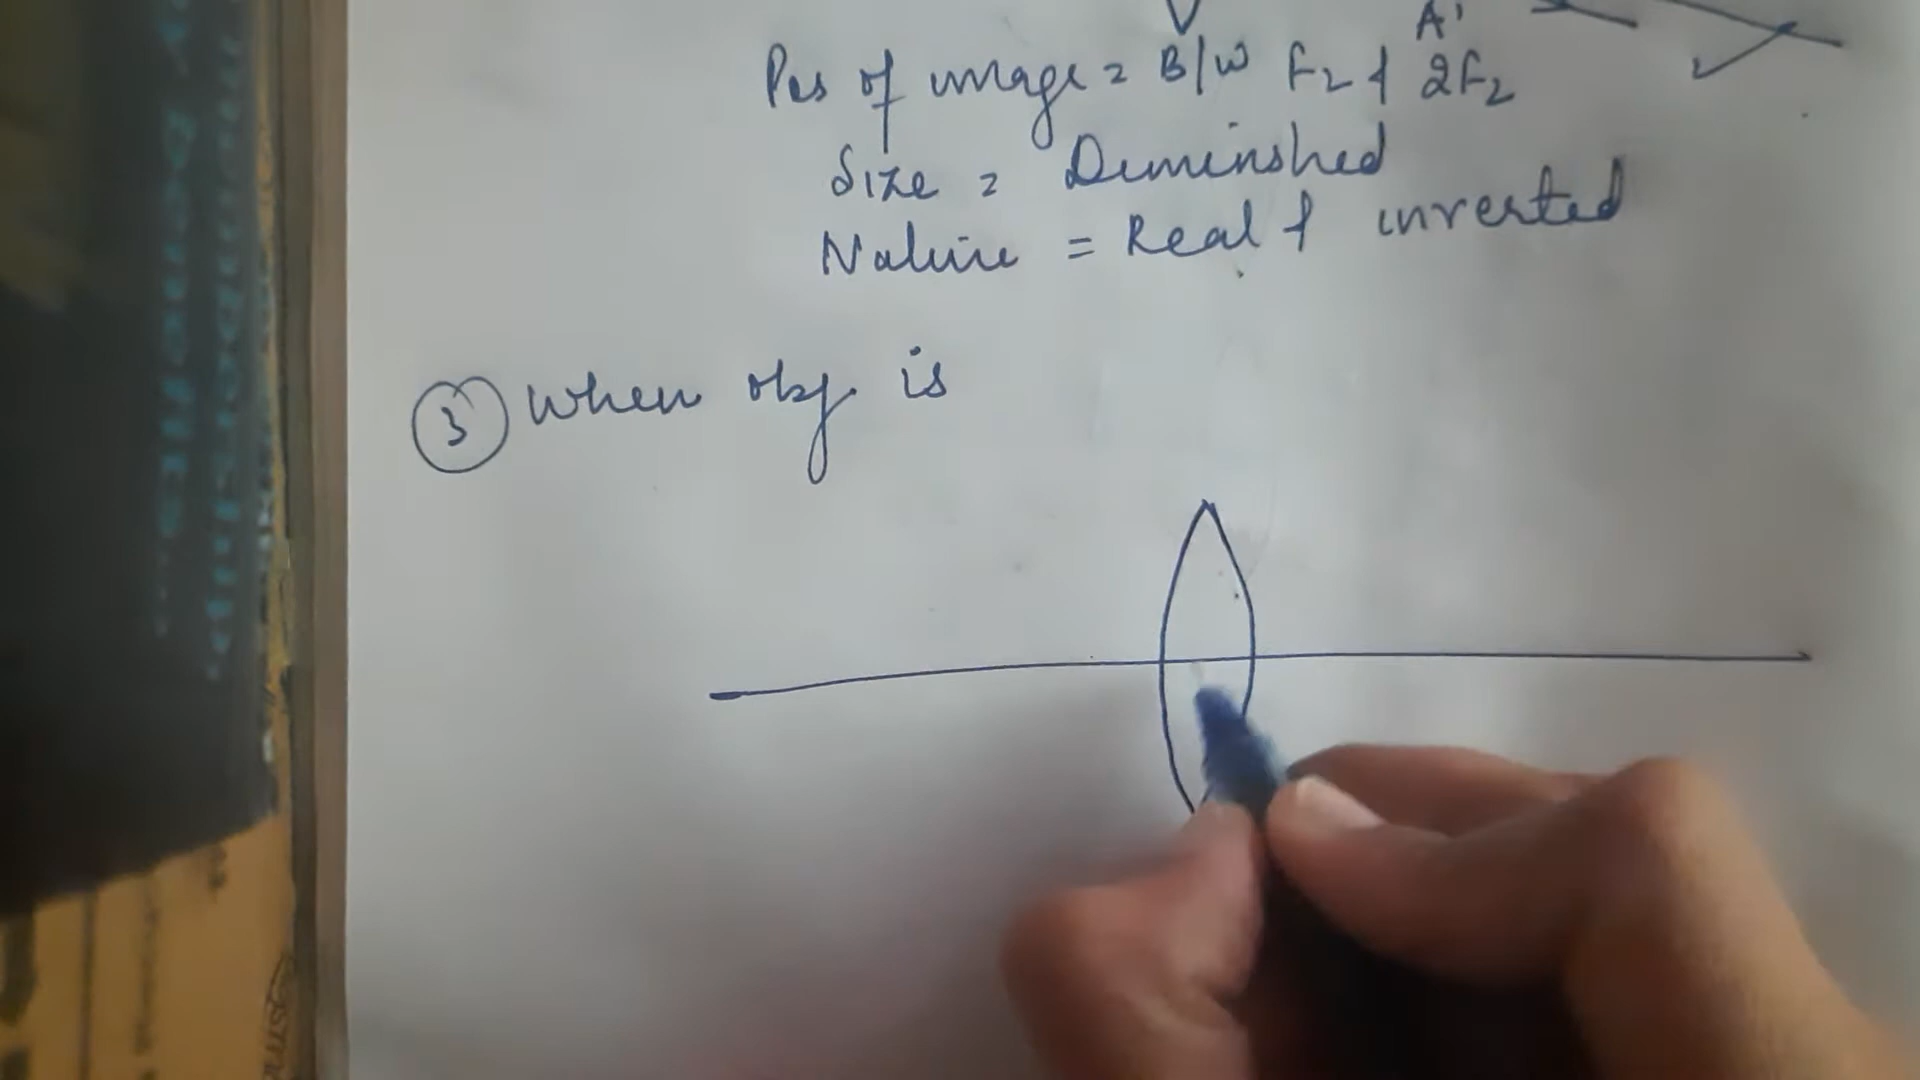 A'
Pos of image = B/W F2 & 2F2
Size = Diminshed
Nature = Real & inverted
3 When obj. is